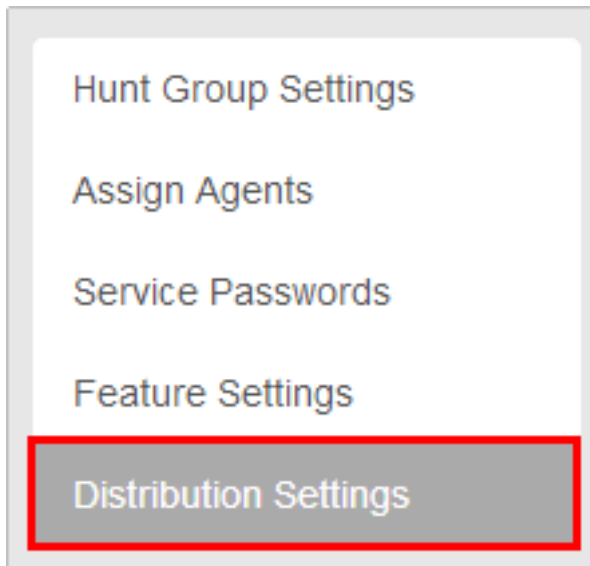 Hunt Group Settings
Assign Agents
Service Passwords
Feature Settings
Distribution Settings